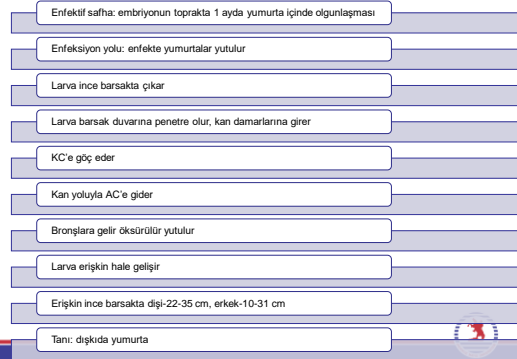 Enfektif safha: embriyonun toprakta 1 ayda yumurta içinde olgunlaşması
Enfeksiyon yolu: enfekte yumurtalar yutulur
Larva ince barsakta çıkar
Larva barsak duvarına penetre olur, kan damarlarına girer
KC'e göç eder
Kan yoluyla AC'e gider
Bronşlara gelir öksürülür yutulur
Larva erişkin hale gelişir
Erişkin ince barsakta dişi-22-35 cm, erkek-10-31 cm
Tanı: dışkıda yumurta